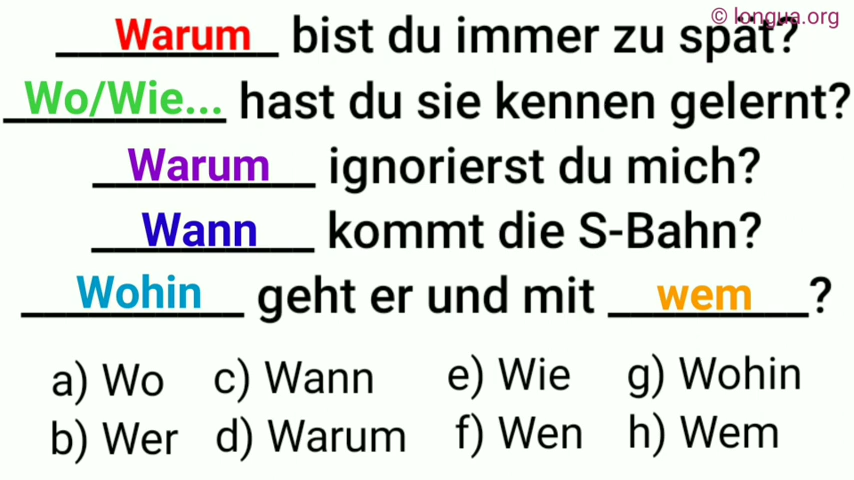 © longua.org
Warum bist du immer zu spät?
Wo/Wie... hast du sie kennen gelernt?
Warum ignorierst du mich?
Wann kommt die S-Bahn?
Wohin geht er und mit wem?
a) Wo c) Wann e) Wie g) Wohin
b) Wer d) Warum f) Wen h) Wem